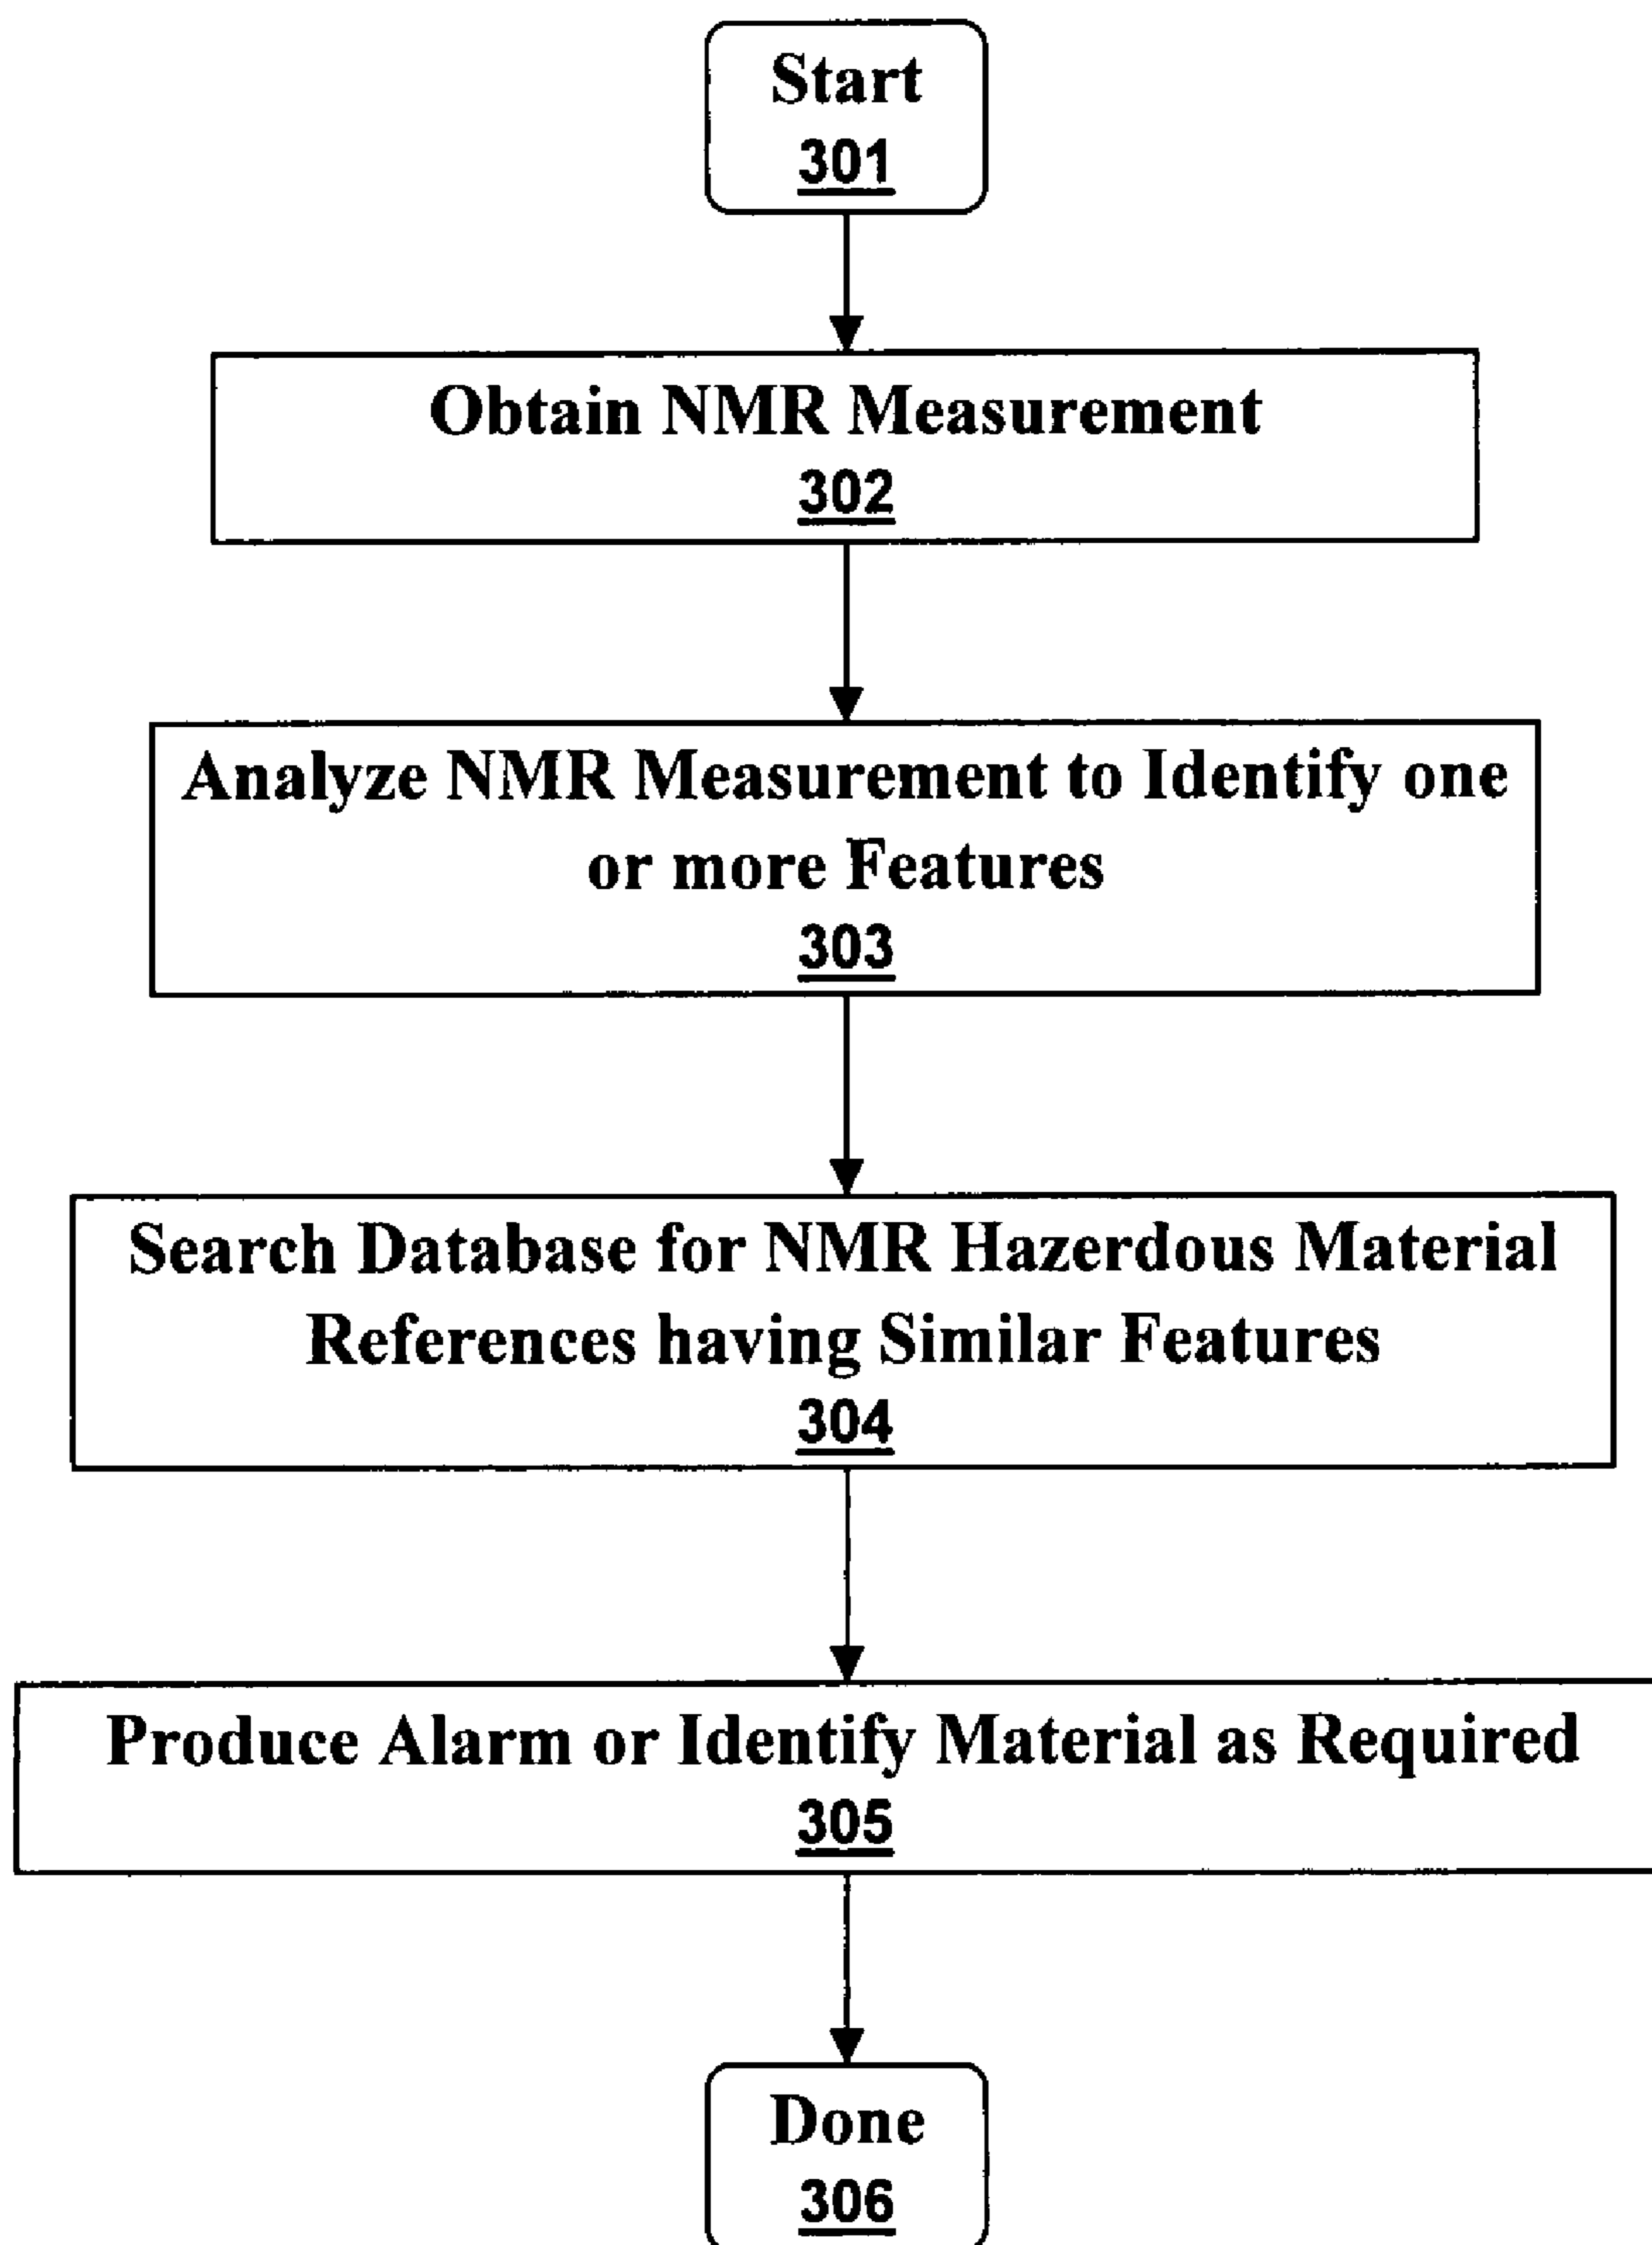 Start
301
Obtain NMR Measurement
302
Analyze NMR Measurement to Identify one
or more Features
303
Search Database for NMR Hazerdous Material
References having Similar Features
304
Produce Alarm or Identify Material as Required
305
Done
306